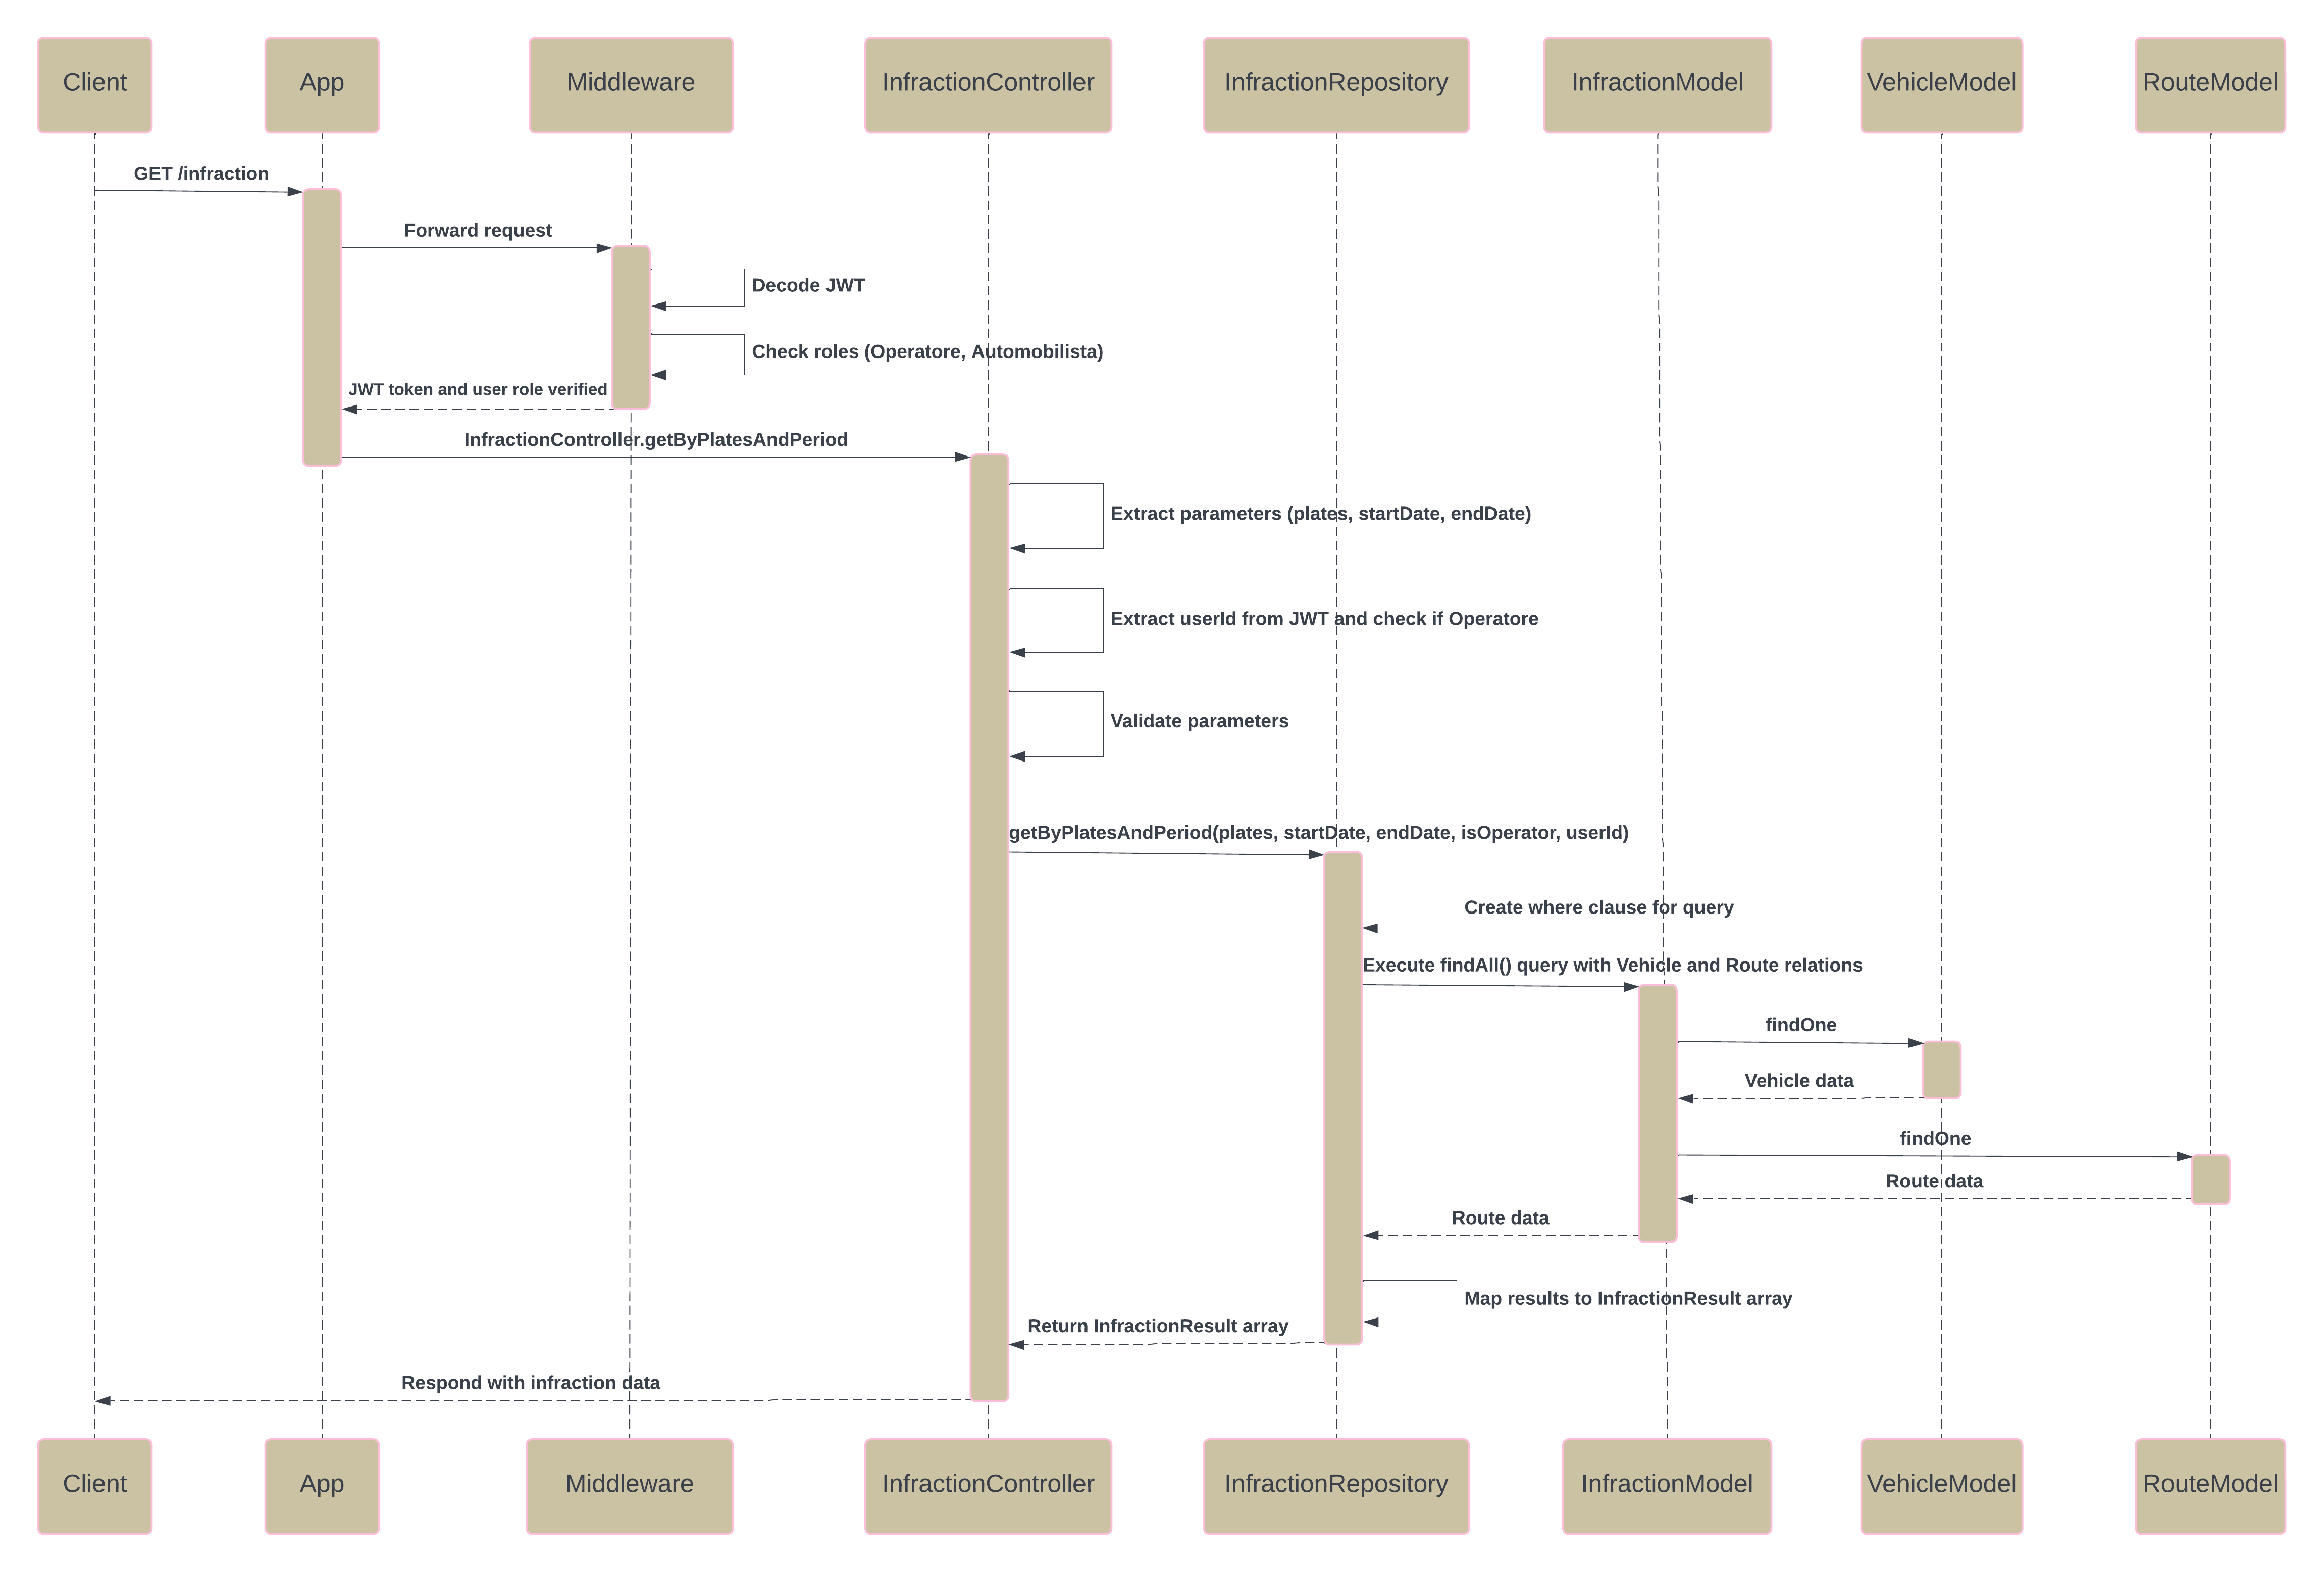 Client
App
Middleware
InfractionController
InfractionRepository
InfractionModel
VehicleModel
RouteModel
GET /infraction
Forward request
Decode JWT
Check roles (Operatore, Automobilista)
JWT token and user role verified
InfractionController.getByPlatesAndPeriod
Extract parameters (plates, startDate, endDate)
Extract userId from JWT and check if Operatore
Validate parameters
getByPlatesAndPeriod(plates, startDate, endDate, isOperator, userId)
Create where clause for query
Execute findAll() query with Vehicle and Route relations
findOne
Vehicle data
findOne
Route data
Route data
Map results to InfractionResult array
Return InfractionResult array
Respond with infraction data
Client
App
Middleware
InfractionController
InfractionRepository
InfractionModel
VehicleModel
RouteModel